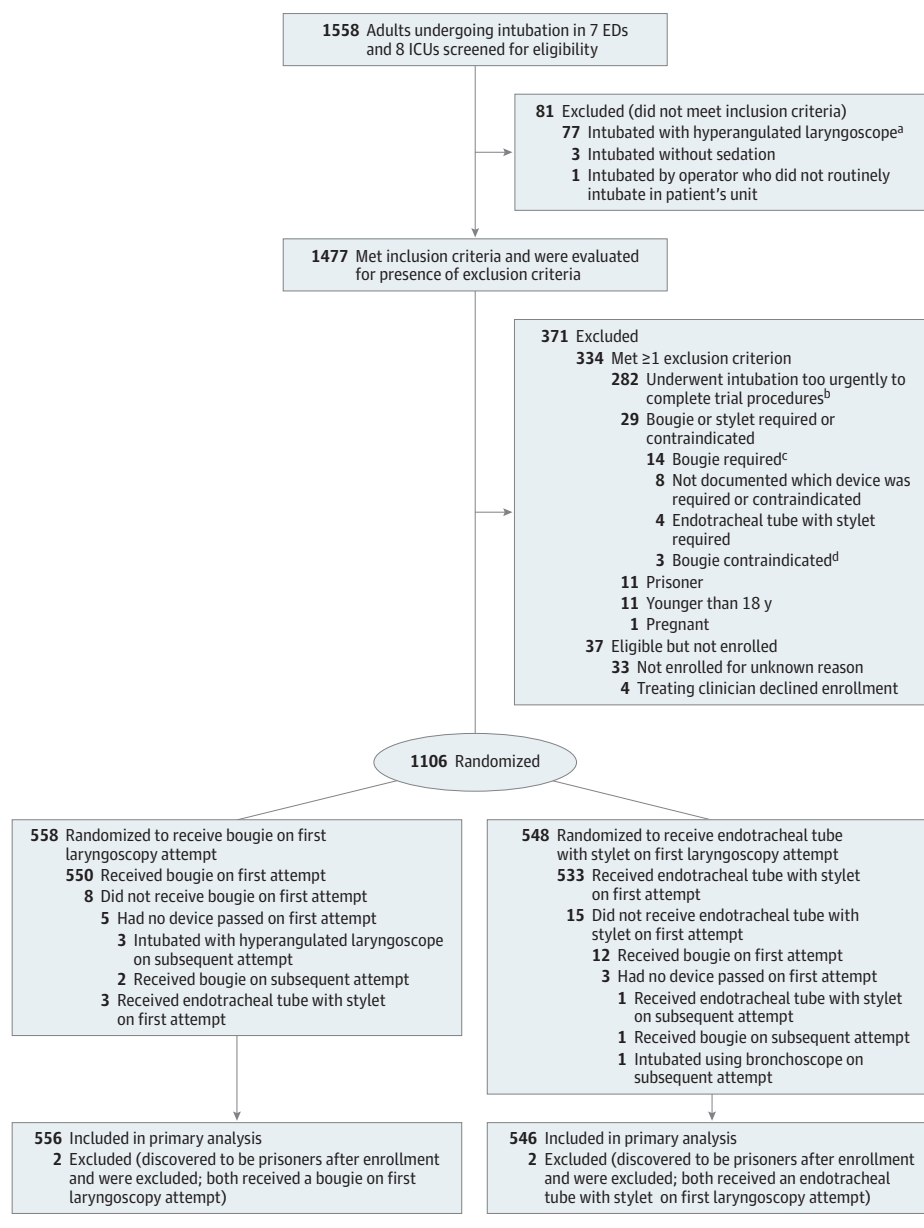 1558 Adults undergoing intubation in 7 EDs
and 8 ICUs screened for eligibility
81 Excluded (did not meet inclusion criteria)
77 Intubated with hyperangulated laryngoscopeᵃ
3 Intubated without sedation
1 Intubated by operator who did not routinely
intubate in patient's unit
1477 Met inclusion criteria and were evaluated
for presence of exclusion criteria
371 Excluded
334 Met ≥1 exclusion criterion
282 Underwent intubation too urgently to
complete trial proceduresᵇ
29 Bougie or stylet required or
contraindicated
14 Bougie requiredᶜ
8 Not documented which device was
required or contraindicated
4 Endotracheal tube with stylet
required
3 Bougie contraindicatedᵈ
11 Prisoner
11 Younger than 18 y
1 Pregnant
37 Eligible but not enrolled
33 Not enrolled for unknown reason
4 Treating clinician declined enrollment
1106 Randomized
558 Randomized to receive bougie on first
laryngoscopy attempt
550 Received bougie on first attempt
8 Did not receive bougie on first attempt
5 Had no device passed on first attempt
3 Intubated with hyperangulated laryngoscope
on subsequent attempt
2 Received bougie on subsequent attempt
3 Received endotracheal tube with stylet
on first attempt
548 Randomized to receive endotracheal tube
with stylet on first laryngoscopy attempt
533 Received endotracheal tube with stylet
on first attempt
15 Did not receive endotracheal tube with
stylet on first attempt
12 Received bougie on first attempt
3 Had no device passed on first attempt
1 Received endotracheal tube with stylet
on subsequent attempt
1 Received bougie on subsequent attempt
1 Intubated using bronchoscope on
subsequent attempt
556 Included in primary analysis
2 Excluded (discovered to be prisoners after enrollment
and were excluded; both received a bougie on first
laryngoscopy attempt)
546 Included in primary analysis
2 Excluded (discovered to be prisoners after enrollment
and were excluded; both received an endotracheal
tube with stylet on first laryngoscopy attempt)